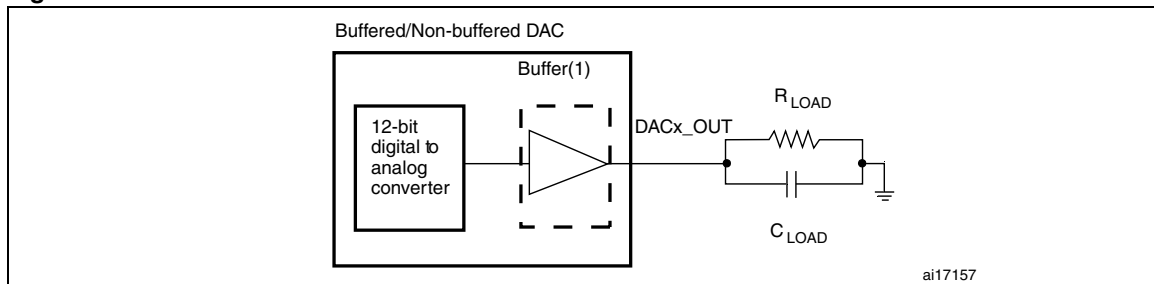 Buffered/Non-buffered DAC
Buffer(1)
12-bit
digital to
analog
converter
DACx_OUT
R LOAD
C LOAD
ai17157